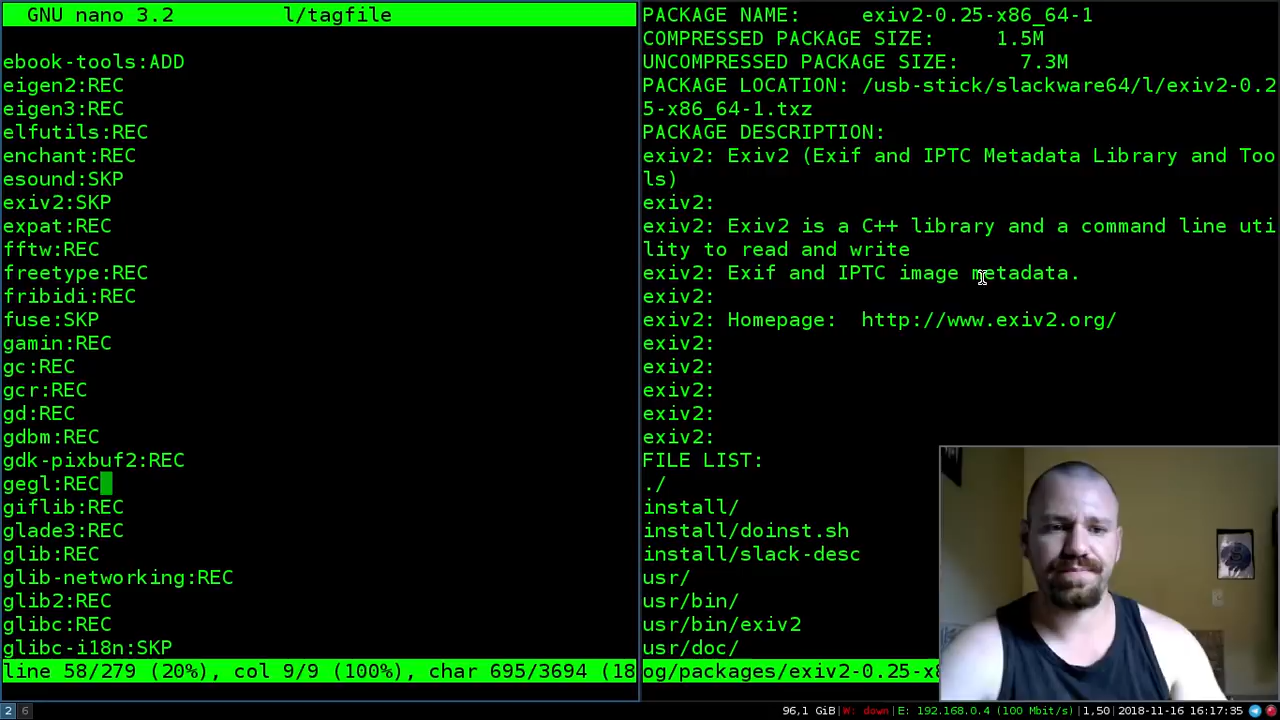 GNU nano 3.2 l/tagfile
ebook-tools:ADD
eigen2:REC
eigen3:REC
elfutils:REC
enchant:REC
esound:SKP
exiv2:SKP
expat:REC
fftw:REC
freetype:REC
fribidi:REC
fuse:SKP
gamin:REC
gc:REC
gcr:REC
gd:REC
gdbm:REC
gdk-pixbuf2:REC
gegl:REC
giflib:REC
glade3:REC
glib:REC
glib-networking:REC
glib2:REC
glibc:REC
glibc-i18n:SKP
line 58/279 (20%), col 9/9 (100%), char 695/3694 (18
PACKAGE NAME: exiv2-0.25-x86_64-1
COMPRESSED PACKAGE SIZE: 1.5M
UNCOMPRESSED PACKAGE SIZE: 7.3M
PACKAGE LOCATION: /usb-stick/slackware64/l/exiv2-0.2
5-x86_64-1.txz
PACKAGE DESCRIPTION:
exiv2: Exiv2 (Exif and IPTC Metadata Library and Too
ls)
exiv2:
exiv2: Exiv2 is a C++ library and a command line uti
lity to read and write
exiv2: Exif and IPTC image metadata.
exiv2:
exiv2: Homepage: http://www.exiv2.org/
exiv2:
exiv2:
exiv2:
exiv2:
exiv2:
FILE LIST:
./
install/
install/doinst.sh
install/slack-desc
usr/
usr/bin/
usr/bin/exiv2
usr/doc/
og/packages/exiv2-0.25-x8
2 6 96,1 GiB|W: down|E: 192.168.0.4 (100 Mbit/s)|1,50|2018-11-16 16:17:35